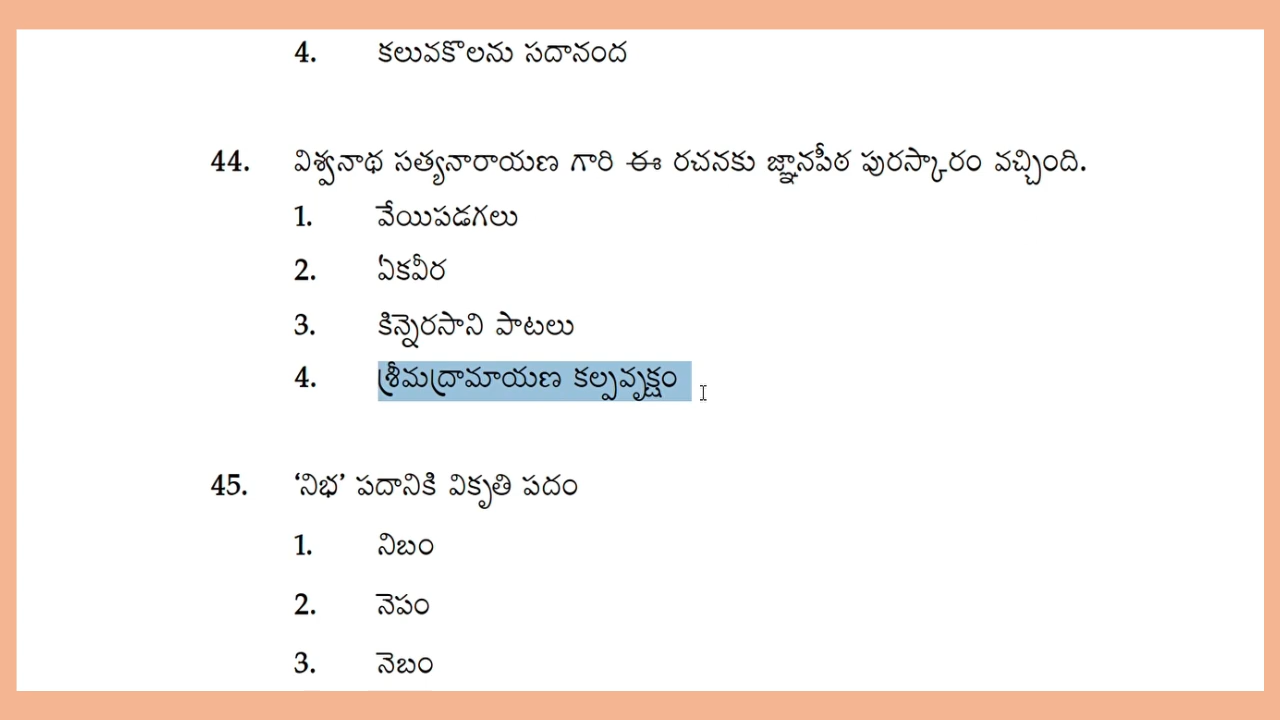 4. కలువకొలను సదానంద
44. విశ్వనాథ సత్యనారాయణ గారి ఈ రచనకు జ్ఞానపీఠ పురస్కారం వచ్చింది.
1. వేయిపడగలు
2. ఏకవీర
3. కిన్నెరసాని పాటలు
4. శ్రీమద్రామాయణ కల్పవృక్షం
45. ‘నిభ’ పదానికి వికృతి పదం
1. నిబం
2. నెపం
3. నెబం